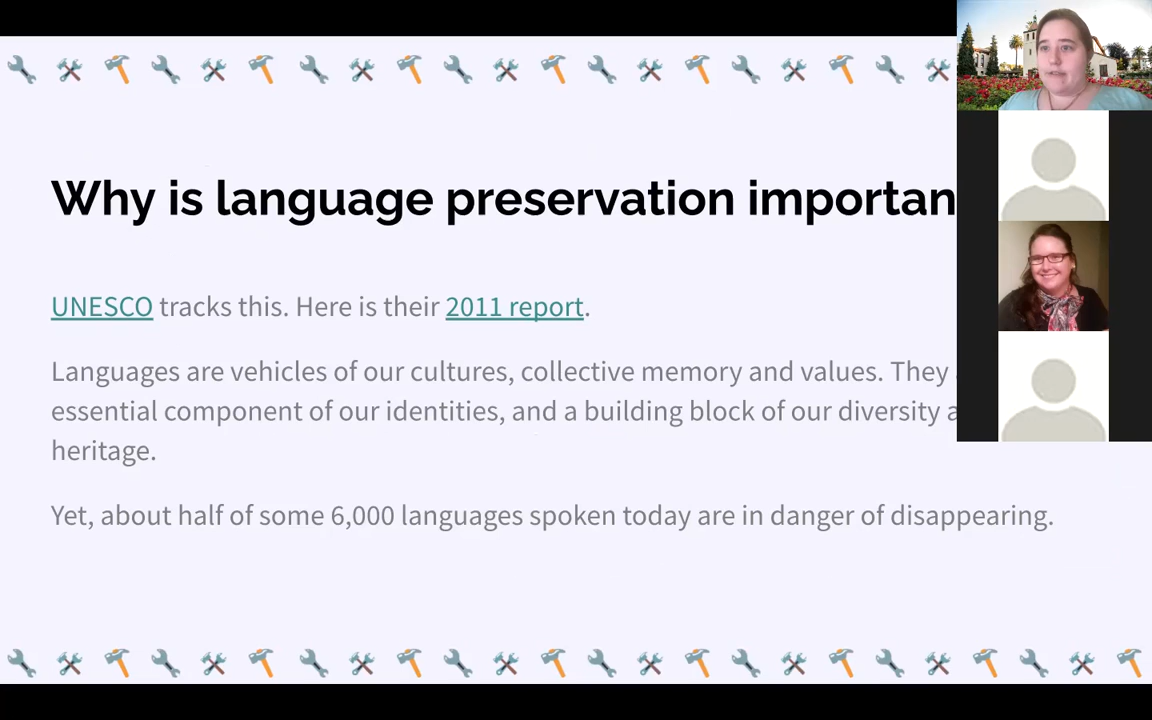 Why is language preservation importan
UNESCO tracks this. Here is their 2011 report.
Languages are vehicles of our cultures, collective memory and values. They
essential component of our identities, and a building block of our diversity a
heritage.
Yet, about half of some 6,000 languages spoken today are in danger of disappearing.